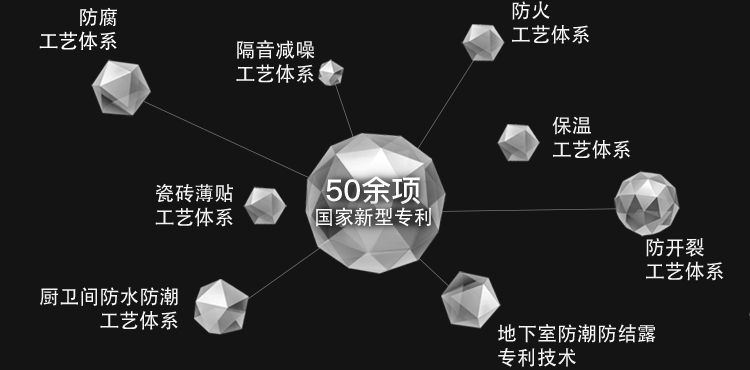 防腐
工艺体系
隔音减噪
工艺体系
防火
工艺体系
保温
工艺体系
50余项
国家新型专利
瓷砖薄贴
工艺体系
防开裂
工艺体系
厨卫间防水防潮
工艺体系
地下室防潮防结露
专利技术